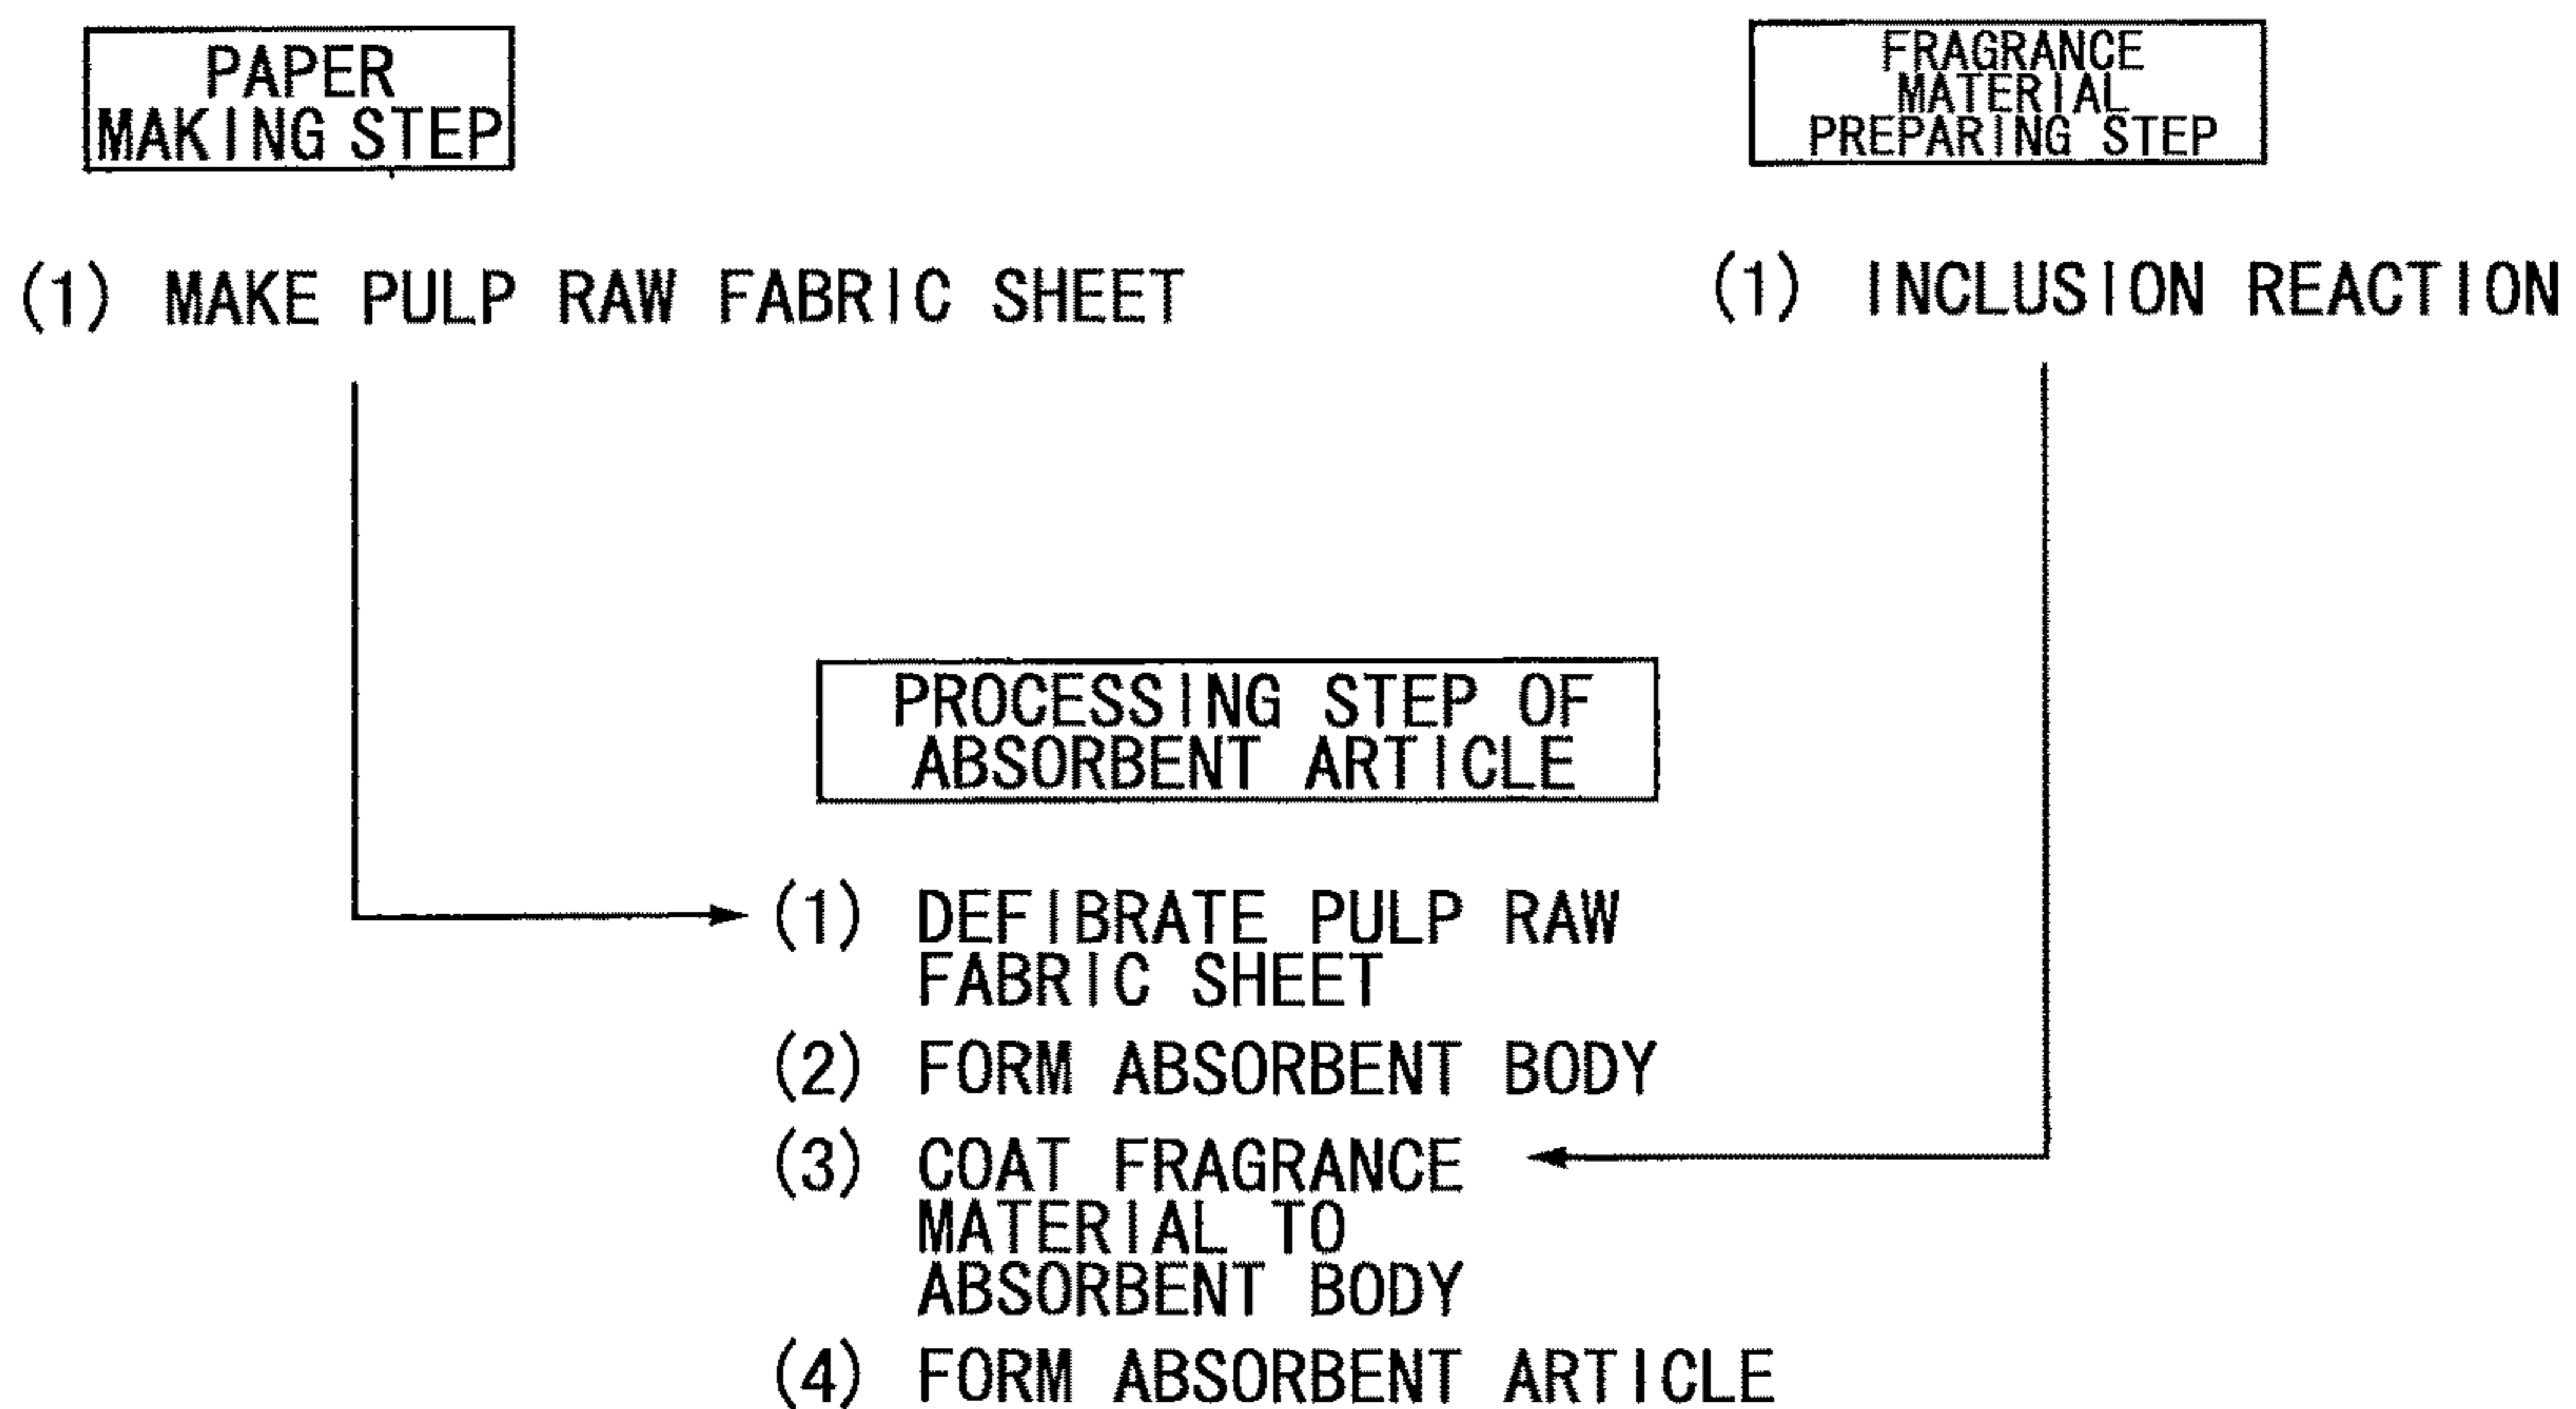 PAPER
MAKING STEP
(1) MAKE PULP RAW FABRIC SHEET
FRAGRANCE
MATERIAL
PREPARING STEP
(1) INCLUSION REACTION
PROCESSING STEP OF
ABSORBENT ARTICLE
(1) DEFIBRATE PULP RAW
FABRIC SHEET
(2) FORM ABSORBENT BODY
(3) COAT FRAGRANCE
MATERIAL TO
ABSORBENT BODY
(4) FORM ABSORBENT ARTICLE